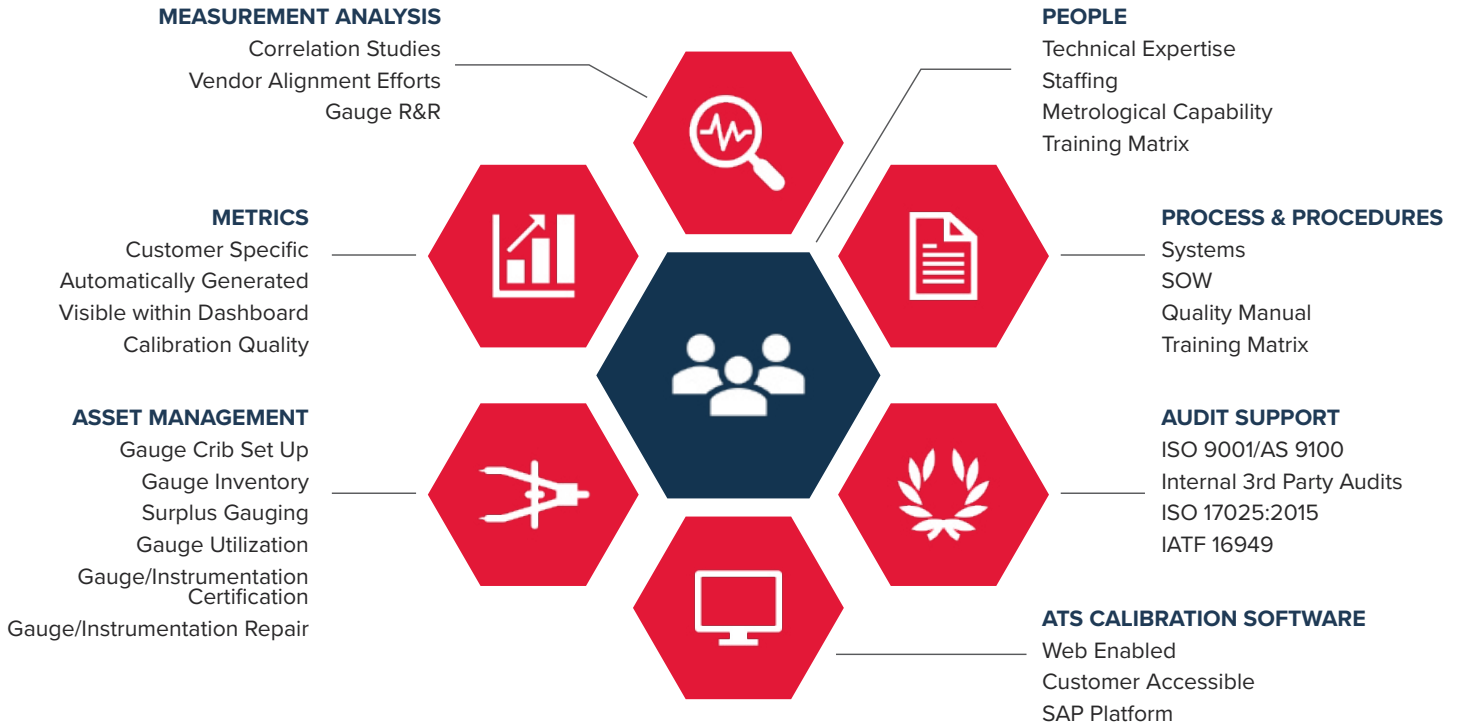 MEASUREMENT ANALYSIS
Correlation Studies
Vendor Alignment Efforts
Gauge R&R
PEOPLE
Technical Expertise
Staffing
Metrological Capability
Training Matrix
METRICS
Customer Specific
Automatically Generated
Visible within Dashboard
Calibration Quality
PROCESS & PROCEDURES
Systems
SOW
Quality Manual
Training Matrix
ASSET MANAGEMENT
Gauge Crib Set Up
Gauge Inventory
Surplus Gauging
Gauge Utilization
Gauge/Instrumentation
Certification
Gauge/Instrumentation Repair
AUDIT SUPPORT
ISO 9001/AS 9100
Internal 3rd Party Audits
ISO 17025:2015
IATF 16949
ATS CALIBRATION SOFTWARE
Web Enabled
Customer Accessible
SAP Platform